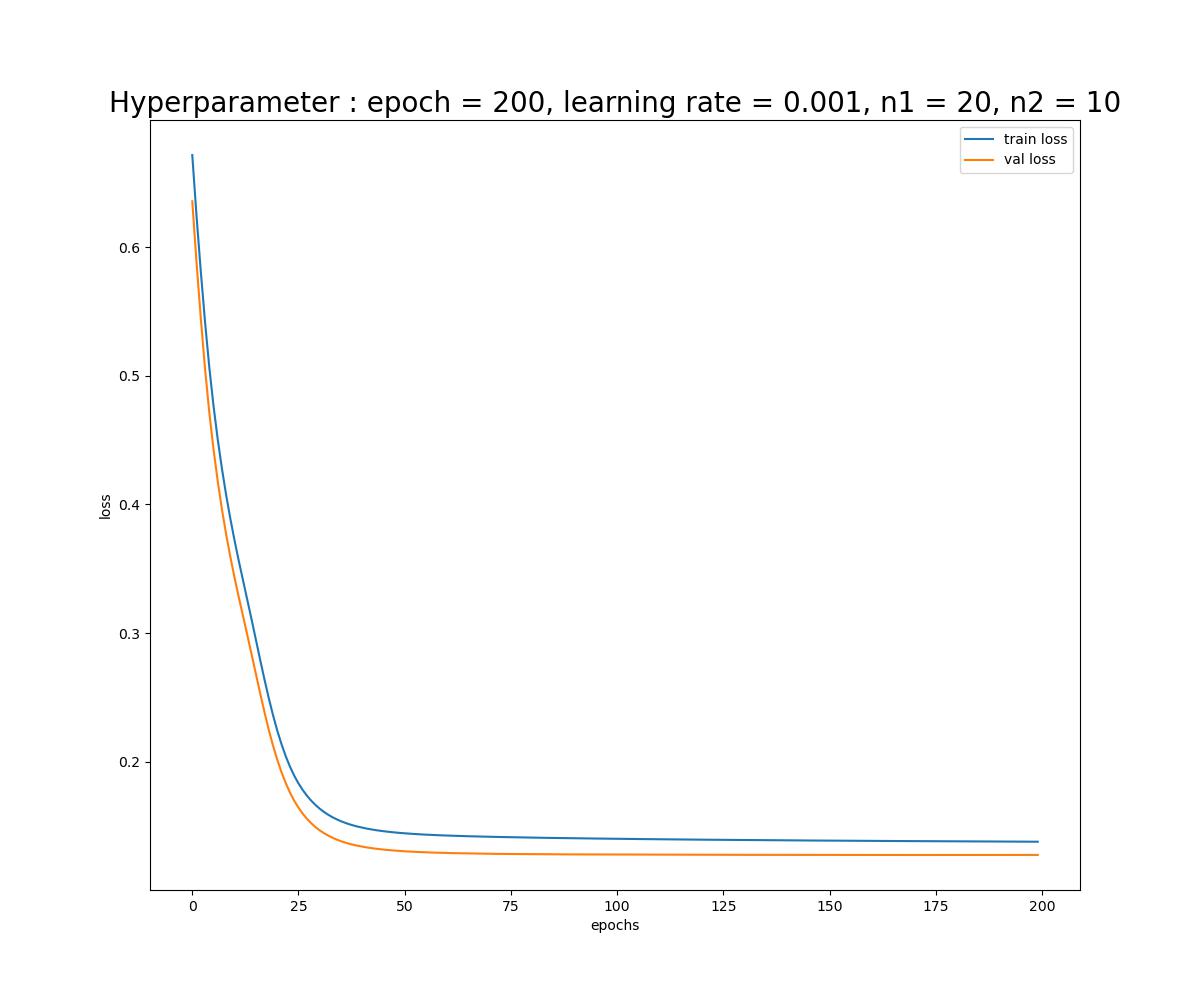 Hyperparameter : epoch = 200, learning rate = 0.001, n1 = 20, n2 = 10
train loss
val loss
0.6
0.5
0.4
0.3
0.2
loss
0 25 50 75 100 125 150 175 200
epochs